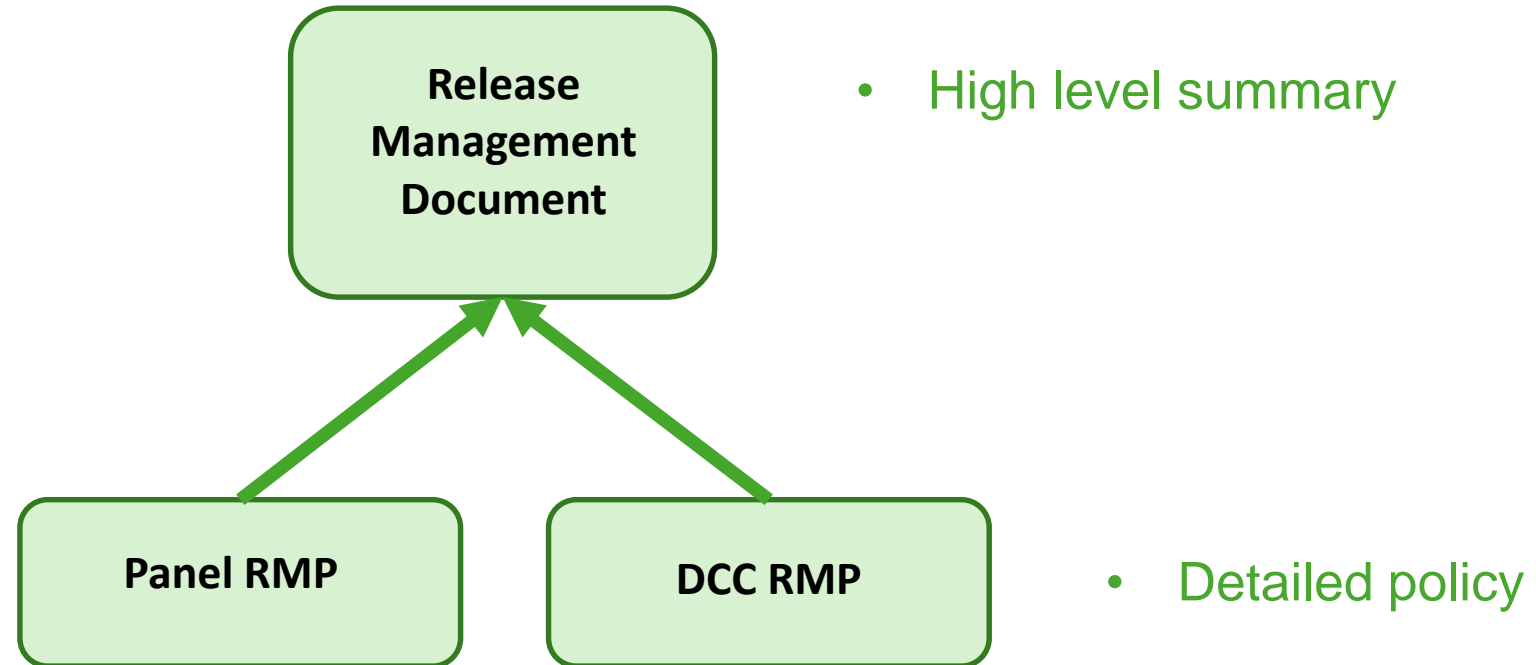 Release
Management
Document
• High level summary
Panel RMP
DCC RMP
• Detailed policy